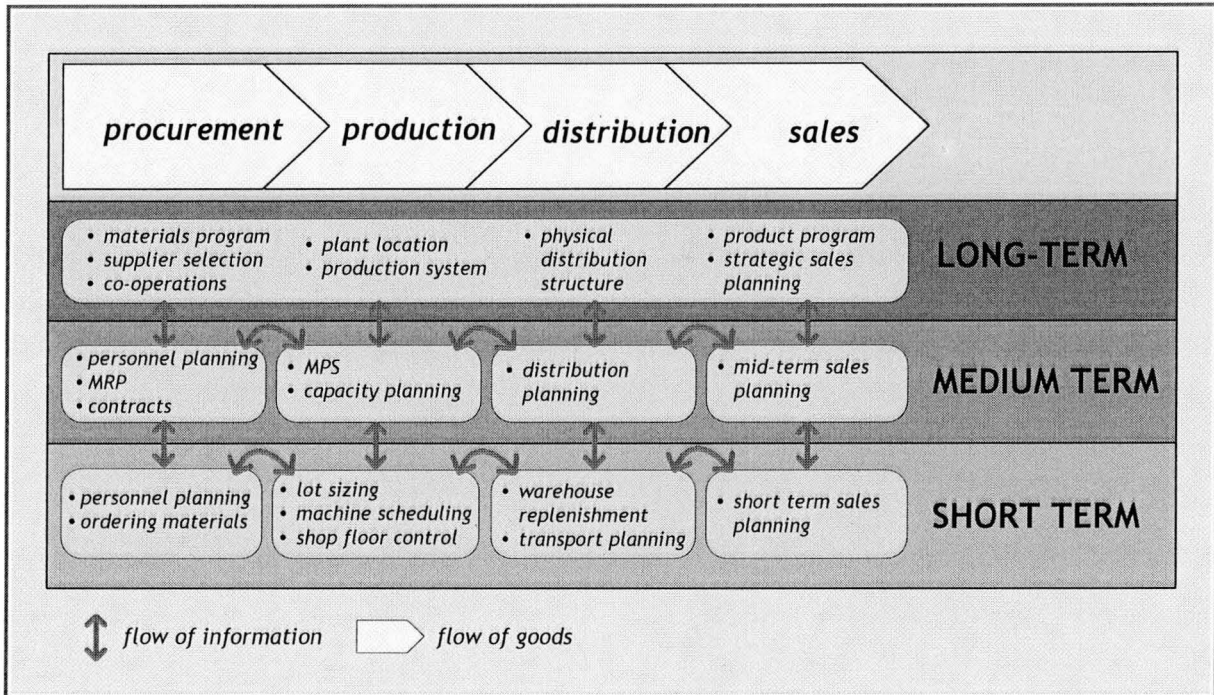 procurement
production
distribution
sales
• materials program
• supplier selection
• co-operations
• plant location
• production system
• physical
distribution
structure
• product program
• strategic sales
planning
LONG-TERM
• personnel planning
• MRP
• contracts
• MPS
• capacity planning
• distribution
planning
• mid-term sales
planning
MEDIUM TERM
• personnel planning
• ordering materials
• lot sizing
• machine scheduling
• shop floor control
• warehouse
replenishment
• transport planning
• short term sales
planning
SHORT TERM
flow of information
flow of goods